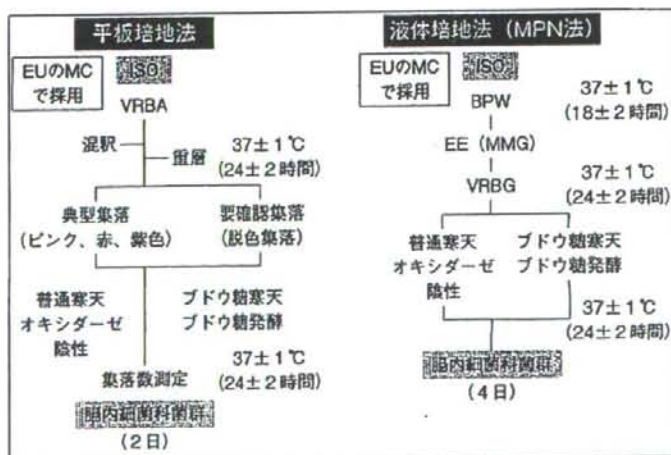 平板培地法
EUのMC
で採用
ISO
VRBA
混釈
重層
37±1℃
(24±2時間)
典型集落
(ピンク、赤、紫色)
要確認集落
(脱色集落)
普通寒天
オキシダーゼ
陰性
ブドウ糖寒天
ブドウ糖発酵
37±1℃
(24±2時間)
集落数測定
腸内細菌科菌群
(2日)
液体培地法(MPN法)
EUのMC
で採用
ISO
BPW
37±1℃
(18±2時間)
EE(MMG)
37±1℃
(24±2時間)
VRBG
普通寒天
オキシダーゼ
陰性
ブドウ糖寒天
ブドウ糖発酵
37±1℃
(24±2時間)
腸内細菌科菌群
(4日)